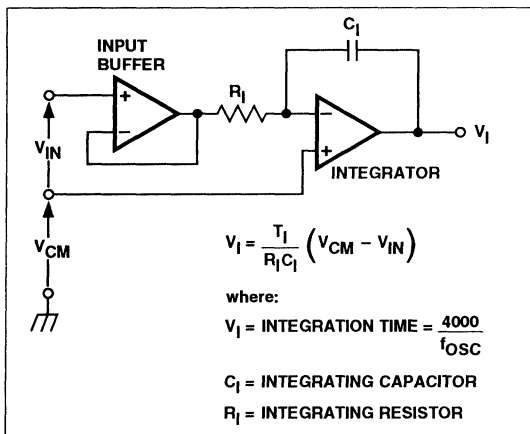 INPUT
BUFFER
C_I
R_I
+
−
−
+
V_I
V_IN
INTEGRATOR
V_CM
V_I = T_I / (R_I C_I) (V_CM − V_IN)
where:
V_I = INTEGRATION TIME = 4000 / f_OSC
C_I = INTEGRATING CAPACITOR
R_I = INTEGRATING RESISTOR